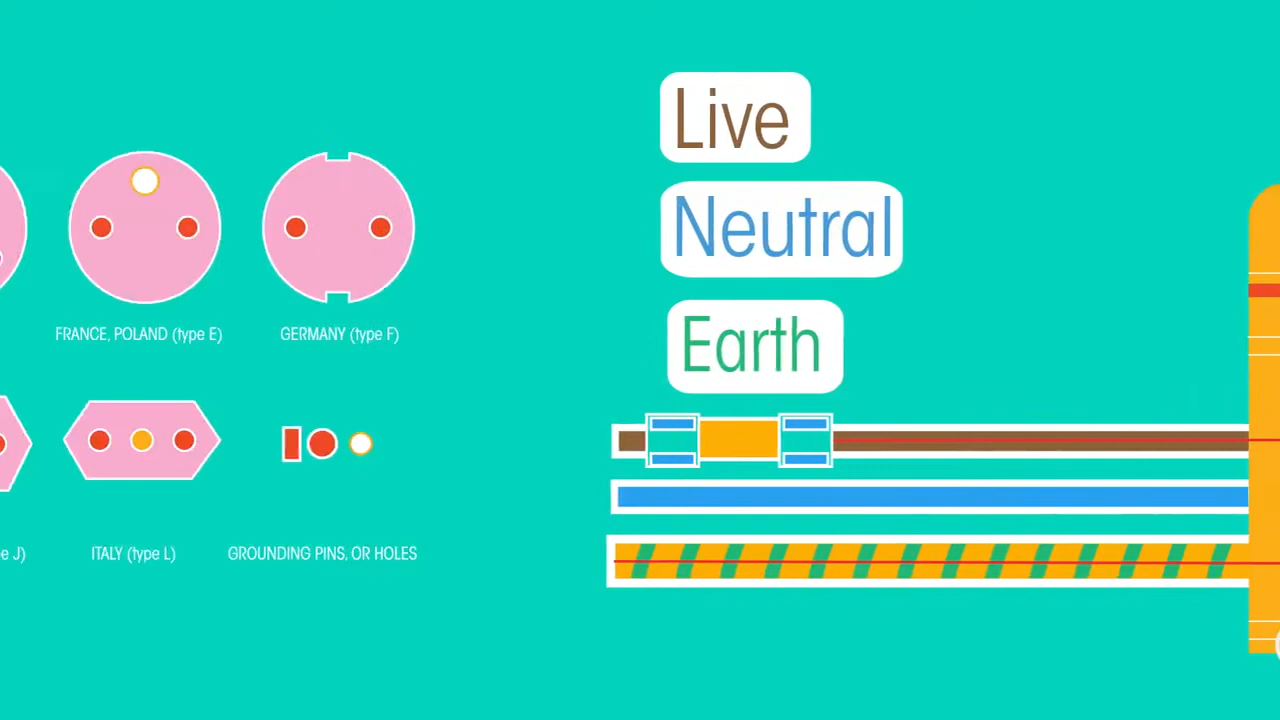 Live
Neutral
Earth
FRANCE, POLAND (type E)
GERMANY (type F)
e J)
ITALY (type L)
GROUNDING PINS, OR HOLES